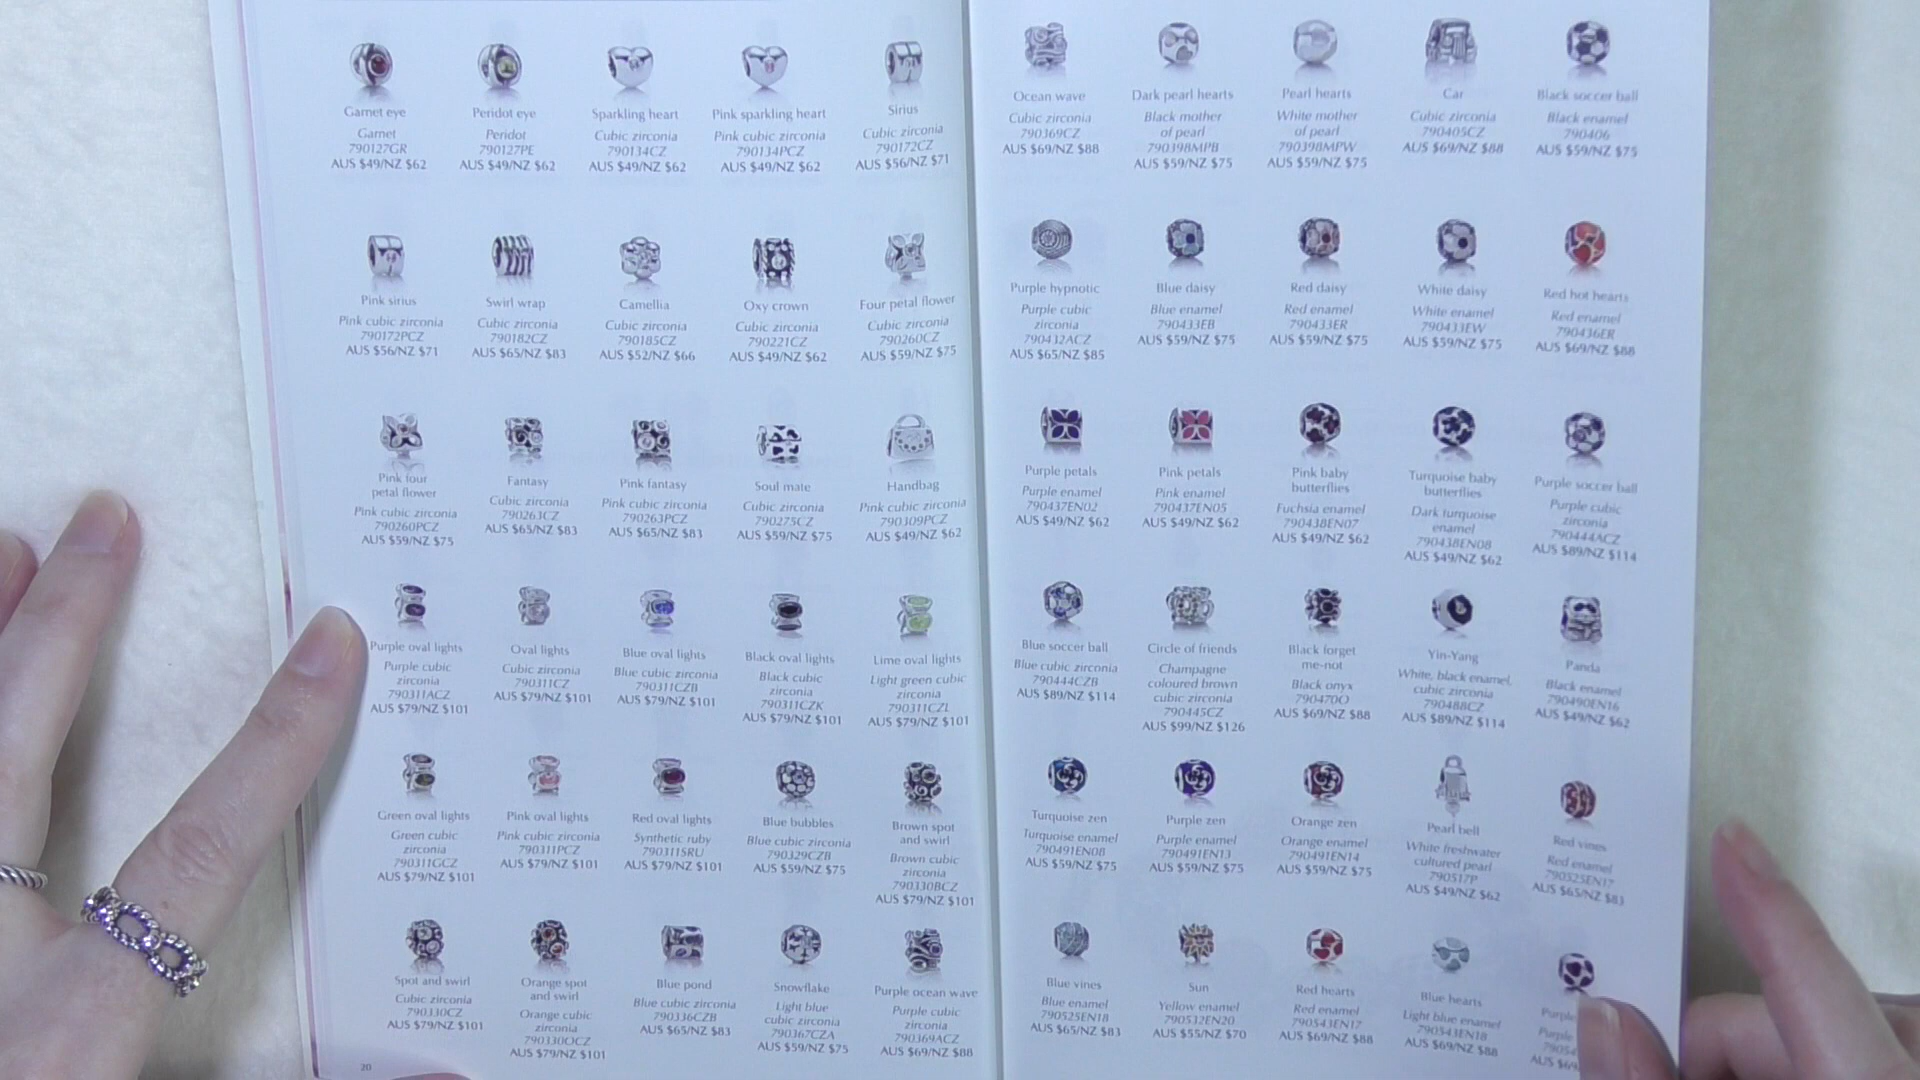 Garnet eye
Garnet
790127GR
AUS $49/NZ $62
Peridot eye
Peridot
790127PE
AUS $49/NZ $62
Sparkling heart
Cubic zirconia
790134CZ
AUS $49/NZ $62
Pink sparkling heart
Pink cubic zirconia
790134PCZ
AUS $49/NZ $62
Sirius
Cubic zirconia
790172CZ
AUS $56/NZ $71
Pink sirius
Pink cubic zirconia
790172PCZ
AUS $56/NZ $71
Swirl wrap
Cubic zirconia
790182CZ
AUS $65/NZ $83
Camellia
Cubic zirconia
790185CZ
AUS $52/NZ $66
Oxy crown
Cubic zirconia
790221CZ
AUS $49/NZ $62
Four petal flower
Cubic zirconia
790260CZ
AUS $59/NZ $75
Pink four
petal flower
Pink cubic zirconia
790260PCZ
AUS $59/NZ $75
Fantasy
Cubic zirconia
790263CZ
AUS $65/NZ $83
Pink fantasy
Pink cubic zirconia
790263PCZ
AUS $65/NZ $83
Soul mate
Cubic zirconia
790275CZ
AUS $59/NZ $75
Handbag
Pink cubic zirconia
790309PCZ
AUS $49/NZ $62
Purple oval lights
Purple cubic
zirconia
790311ACZ
AUS $79/NZ $101
Oval lights
Cubic zirconia
790311CZ
AUS $79/NZ $101
Blue oval lights
Blue cubic zirconia
790311CZB
AUS $79/NZ $101
Black oval lights
Black cubic
zirconia
790311CZK
AUS $79/NZ $101
Lime oval lights
Light green cubic
zirconia
790311CZL
AUS $79/NZ $101
Green oval lights
Green cubic
zirconia
790311GCZ
AUS $79/NZ $101
Pink oval lights
Pink cubic zirconia
790311PCZ
AUS $79/NZ $101
Red oval lights
Synthetic ruby
790311SRU
AUS $79/NZ $101
Blue bubbles
Blue cubic zirconia
790329CZB
AUS $59/NZ $75
Brown spot
and swirl
Brown cubic
zirconia
790330BCZ
AUS $79/NZ $101
Spot and swirl
Cubic zirconia
790330CZ
AUS $79/NZ $101
Orange spot
and swirl
Orange cubic
zirconia
790330OCZ
AUS $79/NZ $101
Blue pond
Blue cubic zirconia
790336CZB
AUS $65/NZ $83
Snowflake
Light blue
cubic zirconia
790367CZA
AUS $59/NZ $75
Purple ocean wave
Purple cubic
zirconia
790369ACZ
AUS $69/NZ $88
20
Ocean wave
Cubic zirconia
790369CZ
AUS $69/NZ $88
Dark pearl hearts
Black mother
of pearl
790398MPB
AUS $59/NZ $75
Pearl hearts
White mother
of pearl
790398MPW
AUS $59/NZ $75
Car
Cubic zirconia
790405CZ
AUS $69/NZ $88
Black soccer ball
Black enamel
790406
AUS $59/NZ $75
Purple hypnotic
Purple cubic
zirconia
790432ACZ
AUS $65/NZ $85
Blue daisy
Blue enamel
790433EB
AUS $59/NZ $75
Red daisy
Red enamel
790433ER
AUS $59/NZ $75
White daisy
White enamel
790433EW
AUS $59/NZ $75
Red hot hearts
Red enamel
790436ER
AUS $69/NZ $88
Purple petals
Purple enamel
790437EN02
AUS $49/NZ $62
Pink petals
Pink enamel
790437EN05
AUS $49/NZ $62
Pink baby
butterflies
Fuchsia enamel
790438EN07
AUS $49/NZ $62
Turquoise baby
butterflies
Dark turquoise
enamel
790438EN08
AUS $49/NZ $62
Purple soccer ball
Purple cubic
zirconia
790444ACZ
AUS $89/NZ $114
Blue soccer ball
Blue cubic zirconia
790444CZB
AUS $89/NZ $114
Circle of friends
Champagne
coloured brown
cubic zirconia
790445CZ
AUS $99/NZ $126
Black forget
me-not
Black onyx
790470O
AUS $69/NZ $88
Yin-Yang
White, black enamel,
cubic zirconia
790488CZ
AUS $89/NZ $114
Panda
Black enamel
790490EN16
AUS $49/NZ $62
Turquoise zen
Turquoise enamel
790491EN08
AUS $59/NZ $75
Purple zen
Purple enamel
790491EN13
AUS $59/NZ $75
Orange zen
Orange enamel
790491EN14
AUS $59/NZ $75
Pearl bell
White freshwater
cultured pearl
790517P
AUS $49/NZ $62
Red vines
Red enamel
790525EN17
AUS $65/NZ $83
Blue vines
Blue enamel
790525EN18
AUS $65/NZ $83
Sun
Yellow enamel
790532EN20
AUS $55/NZ $70
Red hearts
Red enamel
790543EN17
AUS $69/NZ $88
Blue hearts
Light blue enamel
790543EN18
AUS $69/NZ $88
Purple
Purple
AUS